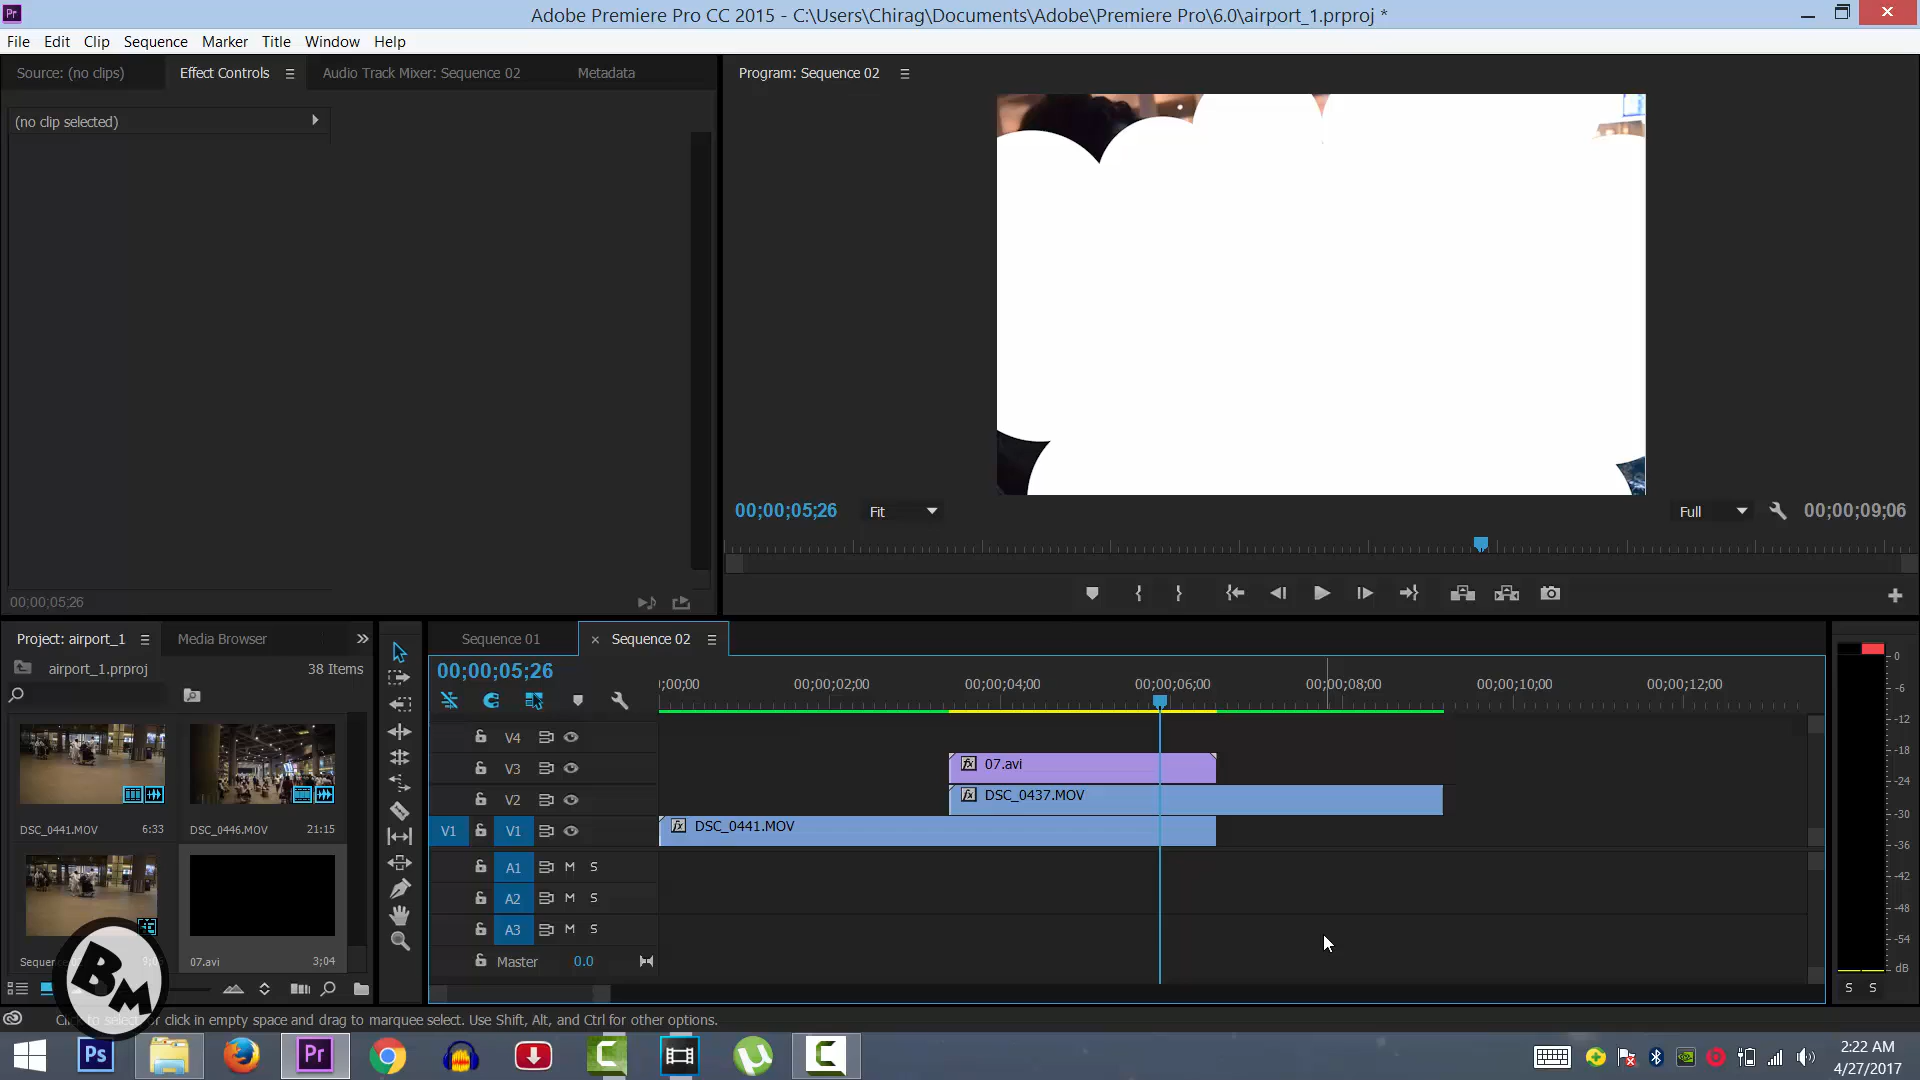 Pr
Adobe Premiere Pro CC 2015 - C:\Users\Chirag\Documents\Adobe\Premiere Pro\6.0\airport_1.prproj *
File Edit Clip Sequence Marker Title Window Help
Source: (no clips) Effect Controls Audio Track Mixer: Sequence 02 Metadata
Program: Sequence 02
(no clip selected)
00;00;05;26 Fit Full 00;00;09;06
00;00;05;26
Project: airport_1 Media Browser
airport_1.prproj 38 Items
DSC_0441.MOV 6:33
DSC_0446.MOV 21:15
07.avi 3;04
Sequence 01 Sequence 02
00;00;05;26
;00;00 00;00;02;00 00;00;04;00 00;00;06;00 00;00;08;00 00;00;10;00 00;00;12;00
V4
V3 07.avi
V2 DSC_0437.MOV
V1 V1 DSC_0441.MOV
A1 M S
A2 M S
A3 M S
Master 0.0
0
-6
-12
-18
-24
-30
-36
-42
-48
-54
dB
S S
BM
or click in empty space and drag to marquee select. Use Shift, Alt, and Ctrl for other options.
Ps Pr
2:22 AM
4/27/2017